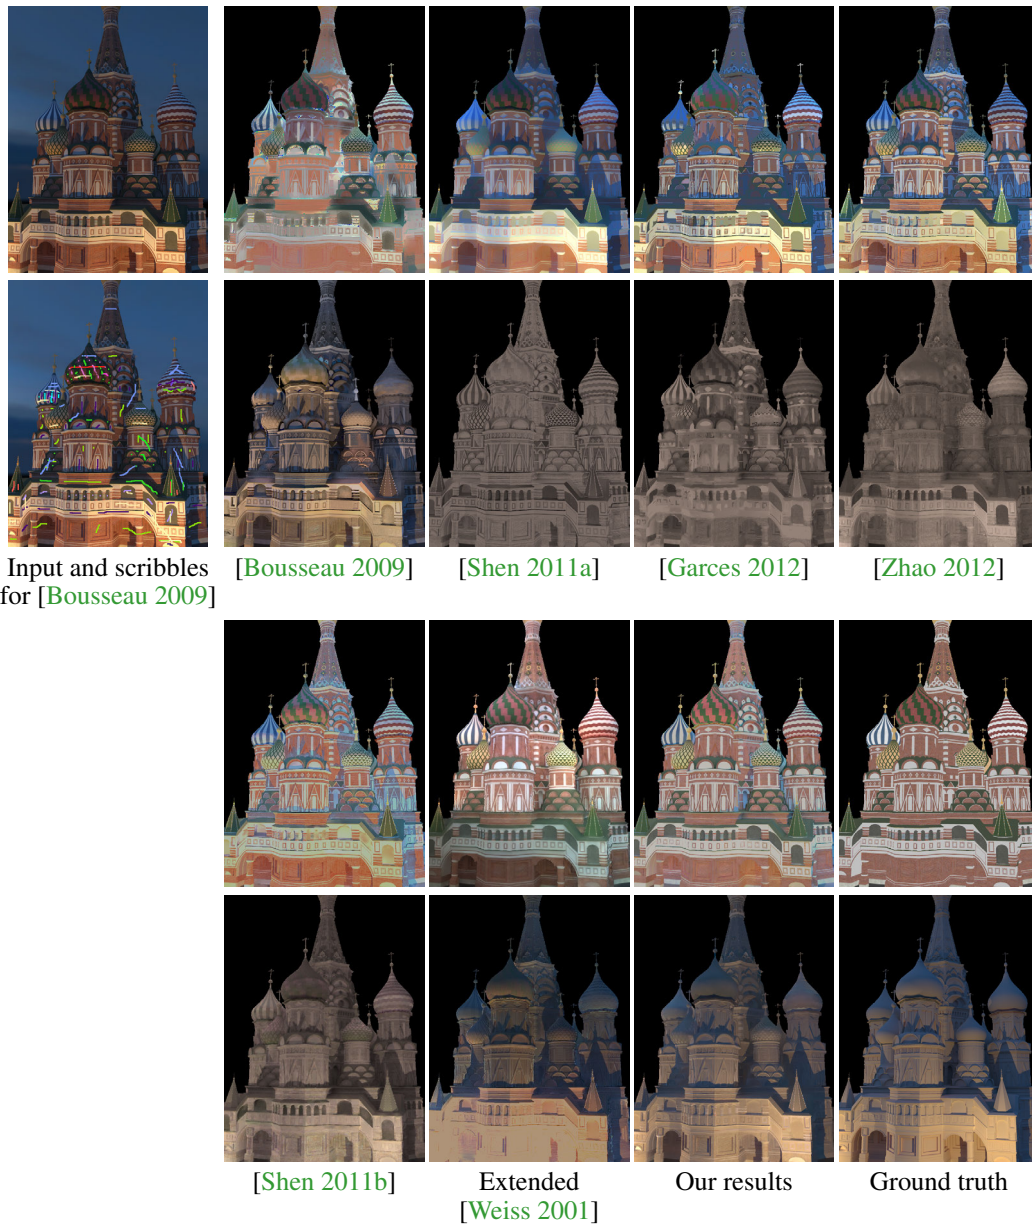 Input and scribbles
for [Bousseau 2009]
[Bousseau 2009]
[Shen 2011a]
[Garces 2012]
[Zhao 2012]
[Shen 2011b]
Extended
[Weiss 2001]
Our results
Ground truth